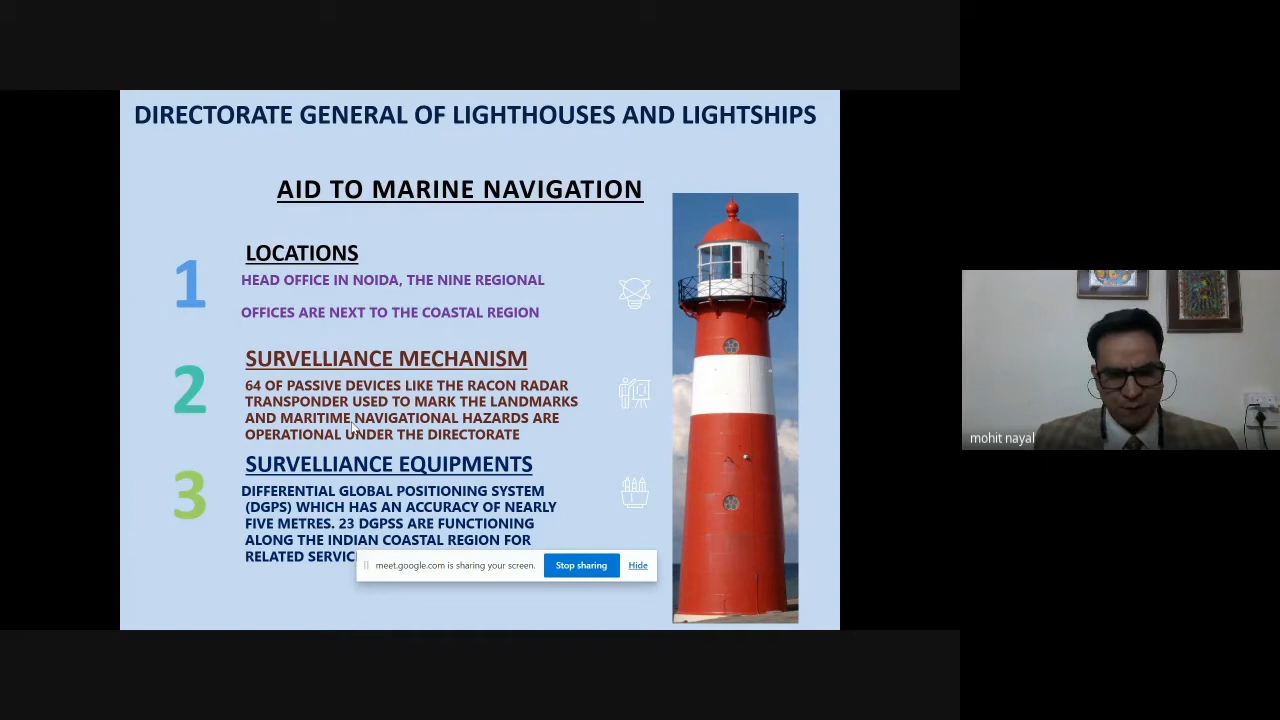 DIRECTORATE GENERAL OF LIGHTHOUSES AND LIGHTSHIPS
AID TO MARINE NAVIGATION
1
LOCATIONS
HEAD OFFICE IN NOIDA, THE NINE REGIONAL
OFFICES ARE NEXT TO THE COASTAL REGION
2
SURVELLIANCE MECHANISM
64 OF PASSIVE DEVICES LIKE THE RACON RADAR
TRANSPONDER USED TO MARK THE LANDMARKS
AND MARITIME NAVIGATIONAL HAZARDS ARE
OPERATIONAL UNDER THE DIRECTORATE
3
SURVELLIANCE EQUIPMENTS
DIFFERENTIAL GLOBAL POSITIONING SYSTEM
(DGPS) WHICH HAS AN ACCURACY OF NEARLY
FIVE METRES. 23 DGPSS ARE FUNCTIONING
ALONG THE INDIAN COASTAL REGION FOR
RELATED
meet.google.com is sharing your screen.
Stop sharing
Hide
mohit nayal